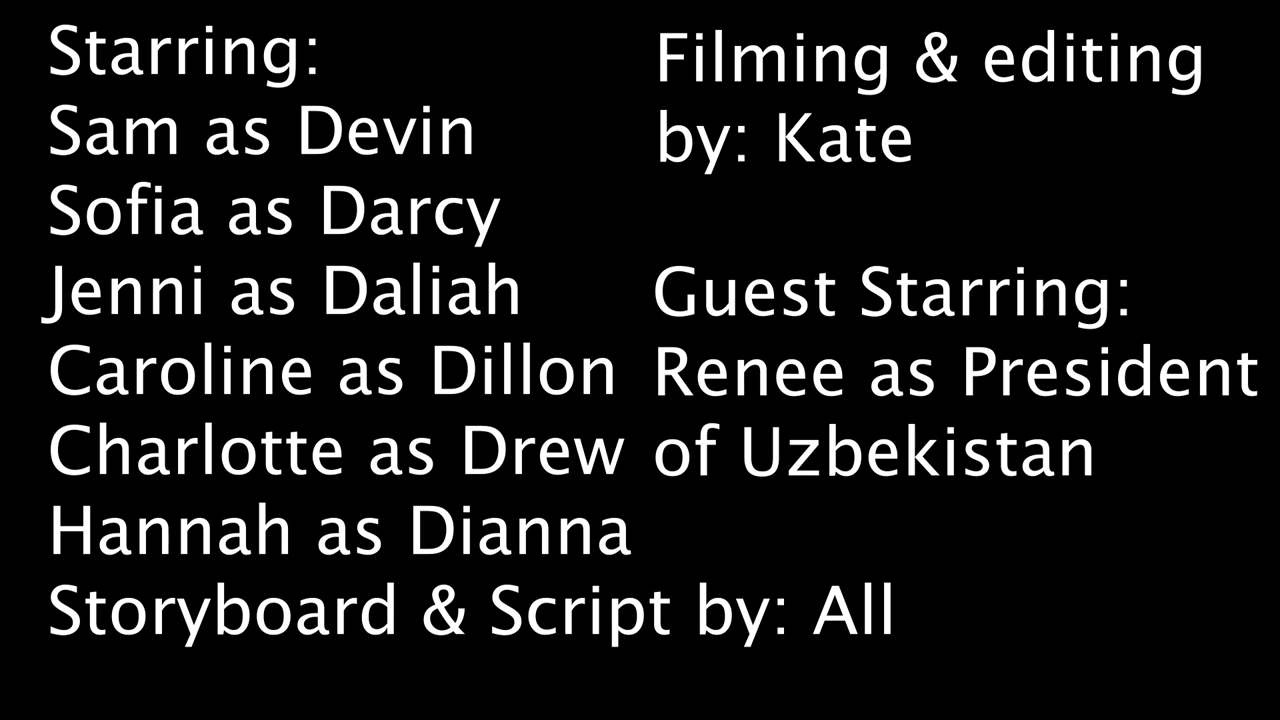 Starring:
Sam as Devin
Sofia as Darcy
Jenni as Daliah
Caroline as Dillon
Charlotte as Drew
Hannah as Dianna
Storyboard & Script by: All
Filming & editing
by: Kate
Guest Starring:
Renee as President
of Uzbekistan